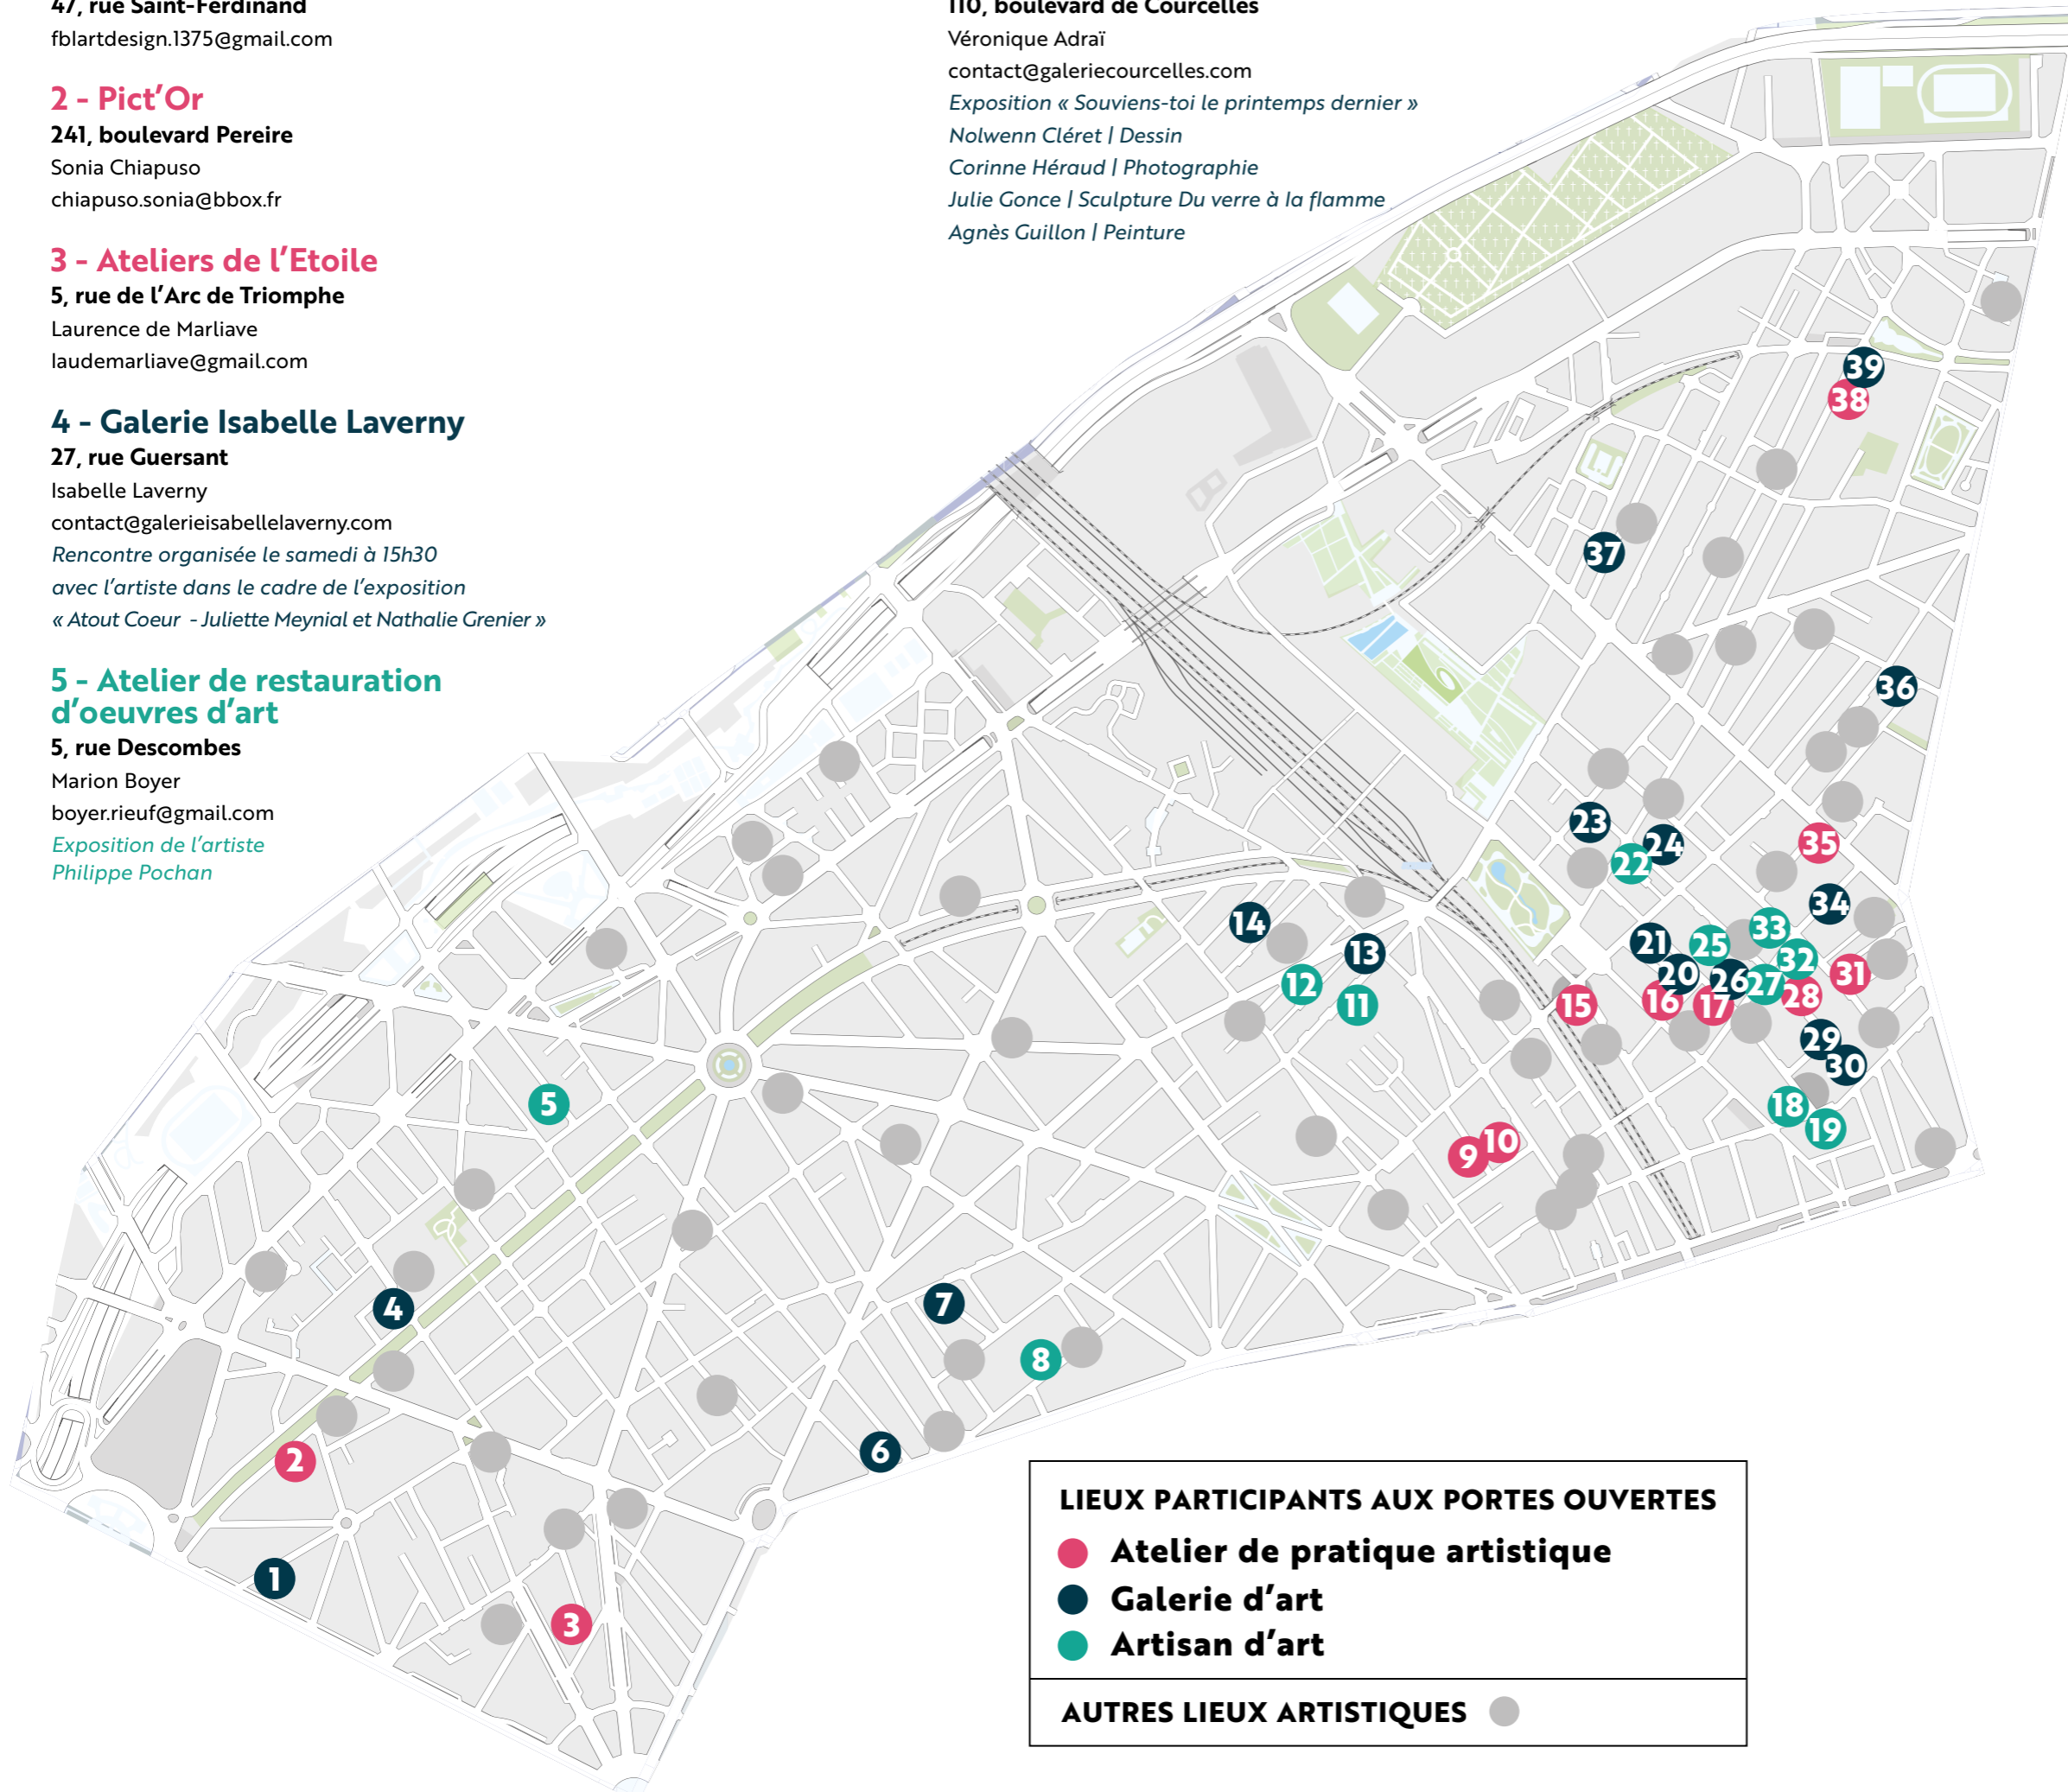 47, rue Saint-Ferdinand
fblartdesign.1375@gmail.com
2 - Pict’Or
241, boulevard Pereire
Sonia Chiapuso
chiapuso.sonia@bbox.fr
3 - Ateliers de l’Etoile
5, rue de l’Arc de Triomphe
Laurence de Marliave
laudemarliave@gmail.com
4 - Galerie Isabelle Laverny
27, rue Guersant
Isabelle Laverny
contact@galerieisabellelaverny.com
Rencontre organisée le samedi à 15h30
avec l’artiste dans le cadre de l’exposition
« Atout Coeur - Juliette Meynial et Nathalie Grenier »
5 - Atelier de restauration
d’oeuvres d’art
5, rue Descombes
Marion Boyer
boyer.rieuf@gmail.com
Exposition de l’artiste
Philippe Pochan
110, boulevard de Courcelles
Véronique Adraï
contact@galeriecourcelles.com
Exposition « Souviens-toi le printemps dernier »
Nolwenn Cléret | Dessin
Corinne Héraud | Photographie
Julie Gonce | Sculpture Du verre à la flamme
Agnès Guillon | Peinture
39
38
37
36
23
24
22
35
34
33
14
21
25
13
32
20
26
27
31
12
11
15
16
17
28
29
30
5
18
19
10
9
4
7
8
6
2
1
3
LIEUX PARTICIPANTS AUX PORTES OUVERTES
Atelier de pratique artistique
Galerie d’art
Artisan d’art
AUTRES LIEUX ARTISTIQUES